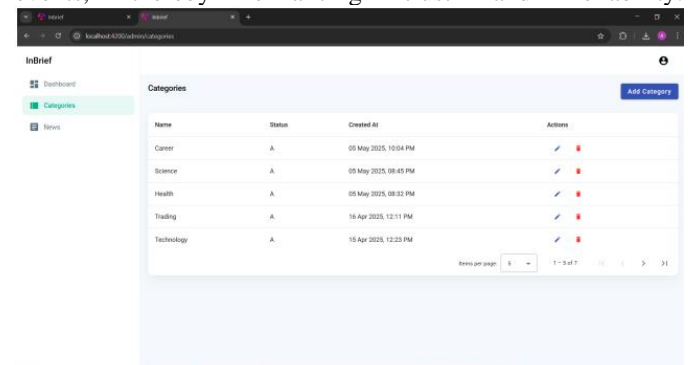 InBrief
InBrief
localhost:4200/admin/categories
InBrief
Dashboard
Categories
News
Categories
Add Category
Name Status Created At Actions
Career A 05 May 2025, 10:04 PM
Science A 05 May 2025, 08:45 PM
Health A 05 May 2025, 08:32 PM
Trading A 16 Apr 2025, 12:11 PM
Technology A 15 Apr 2025, 12:23 PM
Items per page: 5 1 – 5 of 7